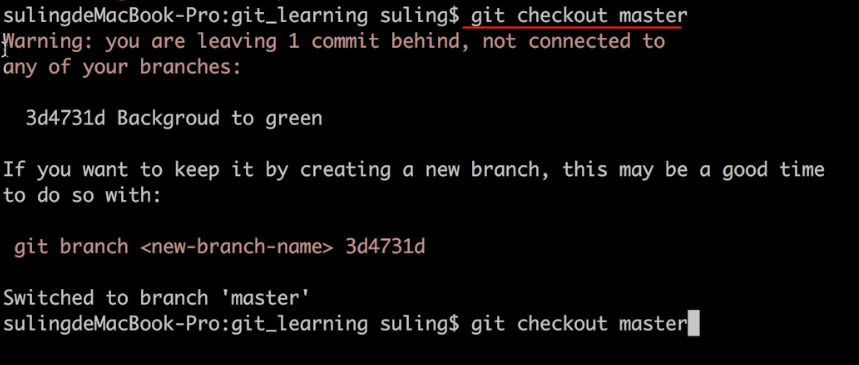 sulingdeMacBook-Pro:git_learning suling$ git checkout master
Warning: you are leaving 1 commit behind, not connected to
any of your branches:
3d4731d Backgroud to green
If you want to keep it by creating a new branch, this may be a good time
to do so with:
git branch <new-branch-name> 3d4731d
Switched to branch 'master'
sulingdeMacBook-Pro:git_learning suling$ git checkout master